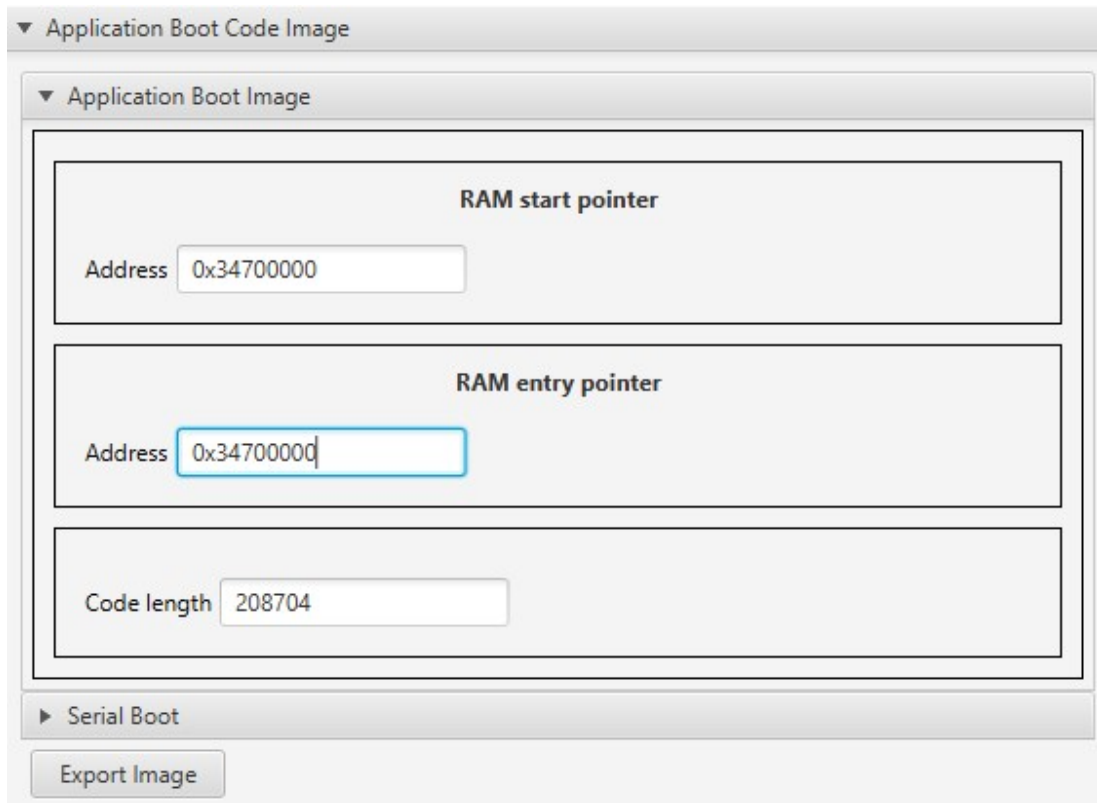 Application Boot Code Image
Application Boot Image
RAM start pointer
Address 0x34700000
RAM entry pointer
Address 0x34700000
Code length 208704
Serial Boot
Export Image